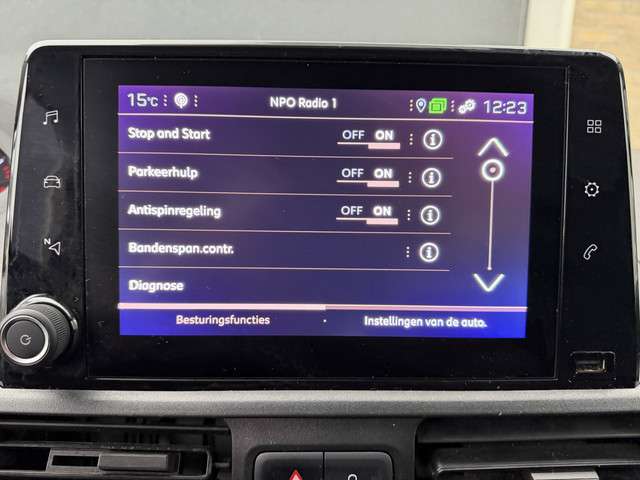 15°C NPO Radio 1 12:23
Stop and Start OFF ON
Parkeerhulp OFF ON
Antispinregeling OFF ON
Bandenspan.contr.
Diagnose
Besturingsfuncties Instellingen van de auto.
N